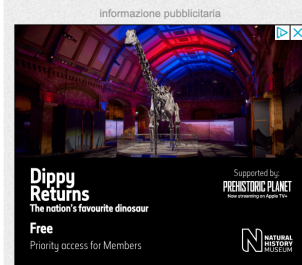 informazione pubblicitaria
Dippy
Returns
The nation's favourite dinosaur
Free
Priority access for Members
Supported by:
PREHISTORIC PLANET
Now streaming on Apple TV+
N
NATURAL
HISTORY
MUSEUM